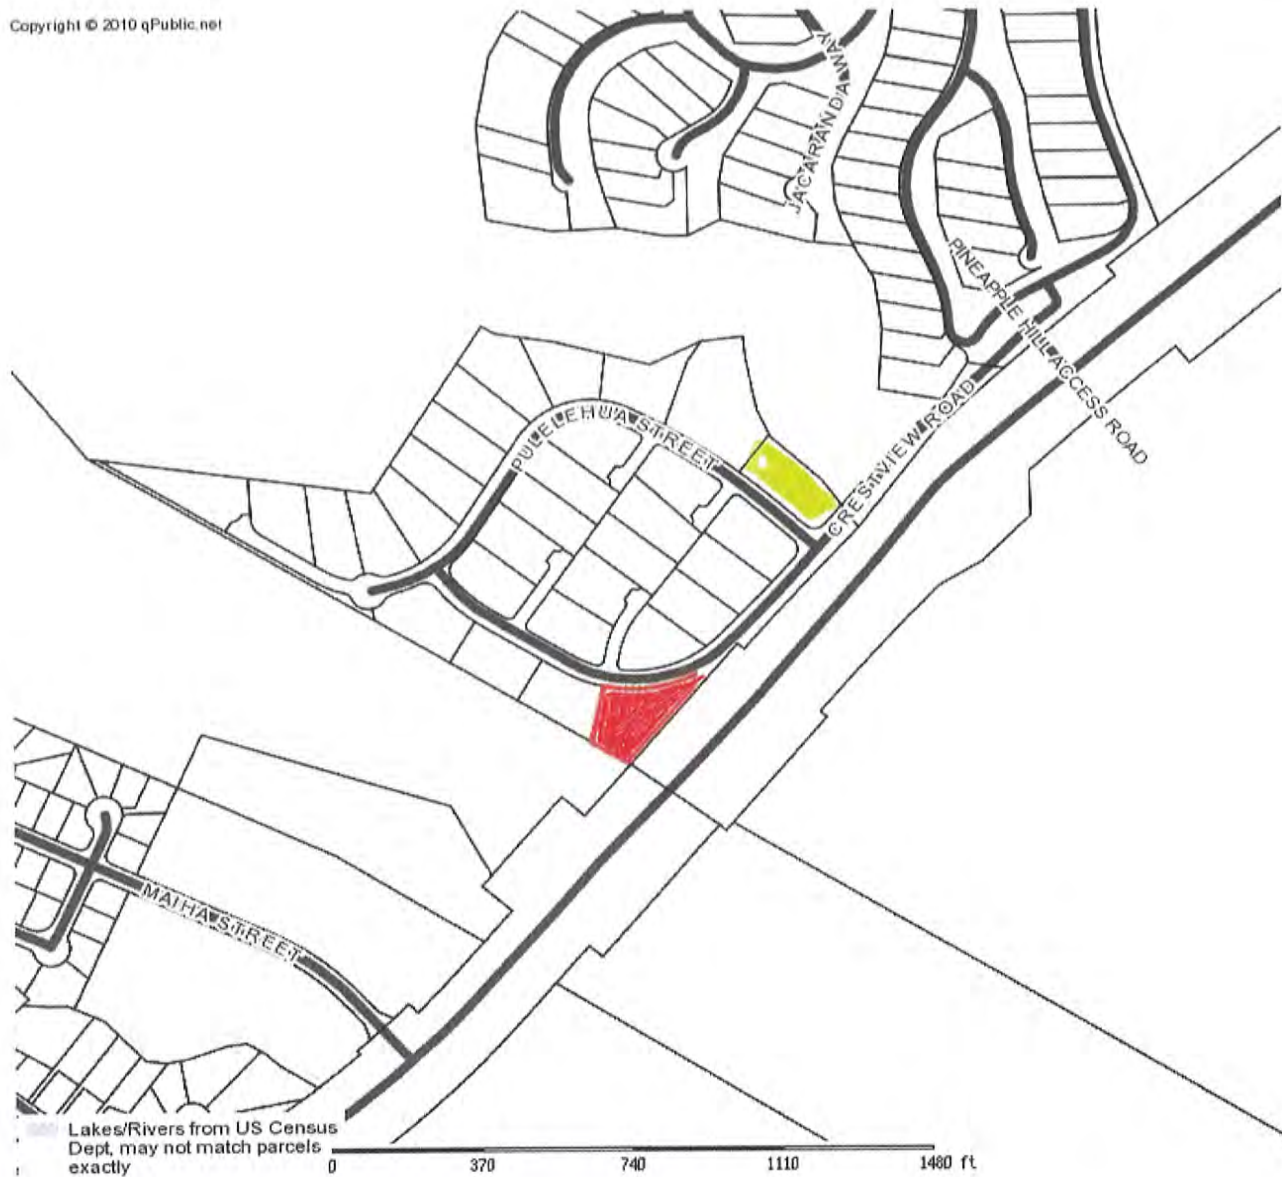 Copyright © 2010 qPublic.net
JACARANDA WAY
PINEAPPLE HILL ACCESS ROAD
PULELEHUA STREET
CRESTVIEW ROAD
MAIHA STREET
Lakes/Rivers from US Census
Dept, may not match parcels
exactly
0 370 740 1110 1480 ft